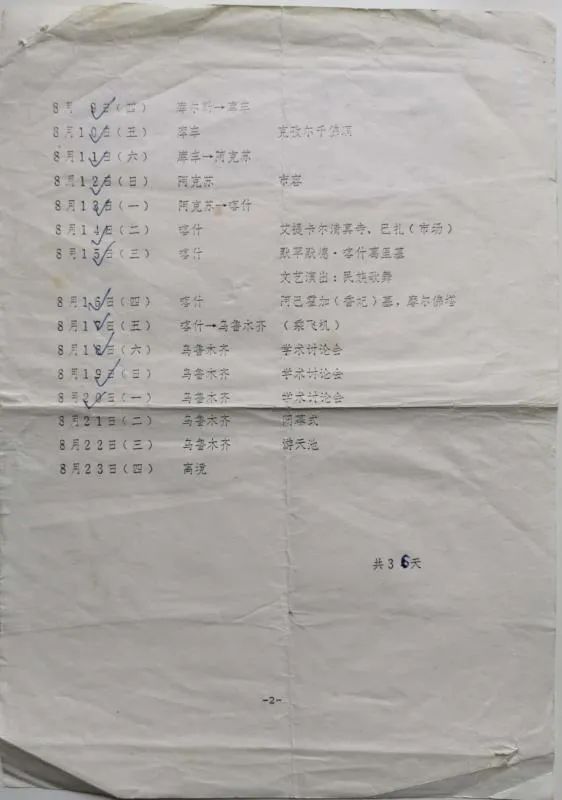 8月 9日（四） 库尔勒→库车
8月10日（五） 库车 克孜尔千佛洞
8月11日（六） 库车→阿克苏
8月12日（日） 阿克苏 市容
8月13日（一） 阿克苏→喀什
8月14日（二） 喀什 艾提卡尔清真寺、巴扎（市场）
8月15日（三） 喀什 默罕默德·喀什葛里墓
文艺演出：民族歌舞
8月16日（四） 喀什 阿巴霍加（香妃）墓，摩尔佛塔
8月17日（五） 喀什→乌鲁木齐 （乘飞机）
8月18日（六） 乌鲁木齐 学术讨论会
8月19日（日） 乌鲁木齐 学术讨论会
8月20日（一） 乌鲁木齐 学术讨论会
8月21日（二） 乌鲁木齐 闭幕式
8月22日（三） 乌鲁木齐 游天池
8月23日（四） 离境
共36天
-2-